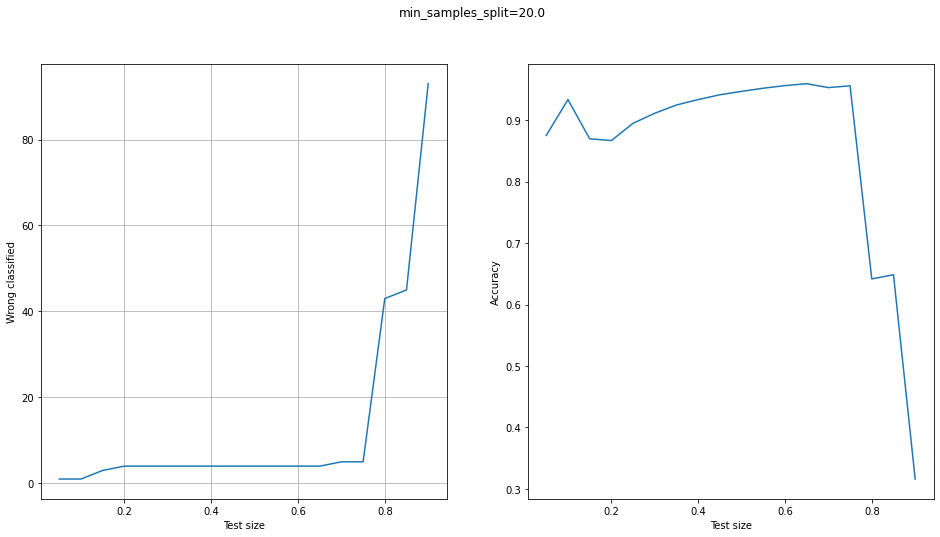 min_samples_split=20.0
Wrong classified
80
60
40
20
0
0.2 0.4 0.6 0.8
Test size
Accuracy
0.9
0.8
0.7
0.6
0.5
0.4
0.3
0.2 0.4 0.6 0.8
Test size